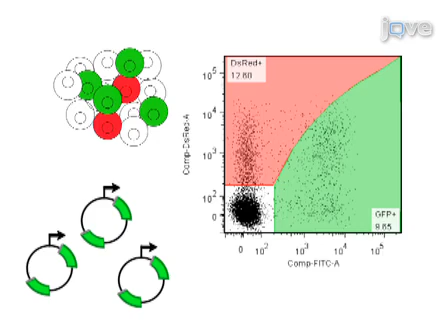 jove
DsRed+
12.60
10^5
10^4
10^3
10^2
0
Comp-DsRed-A
GFP+
9.65
0 10^2 10^3 10^4 10^5
Comp-FITC-A